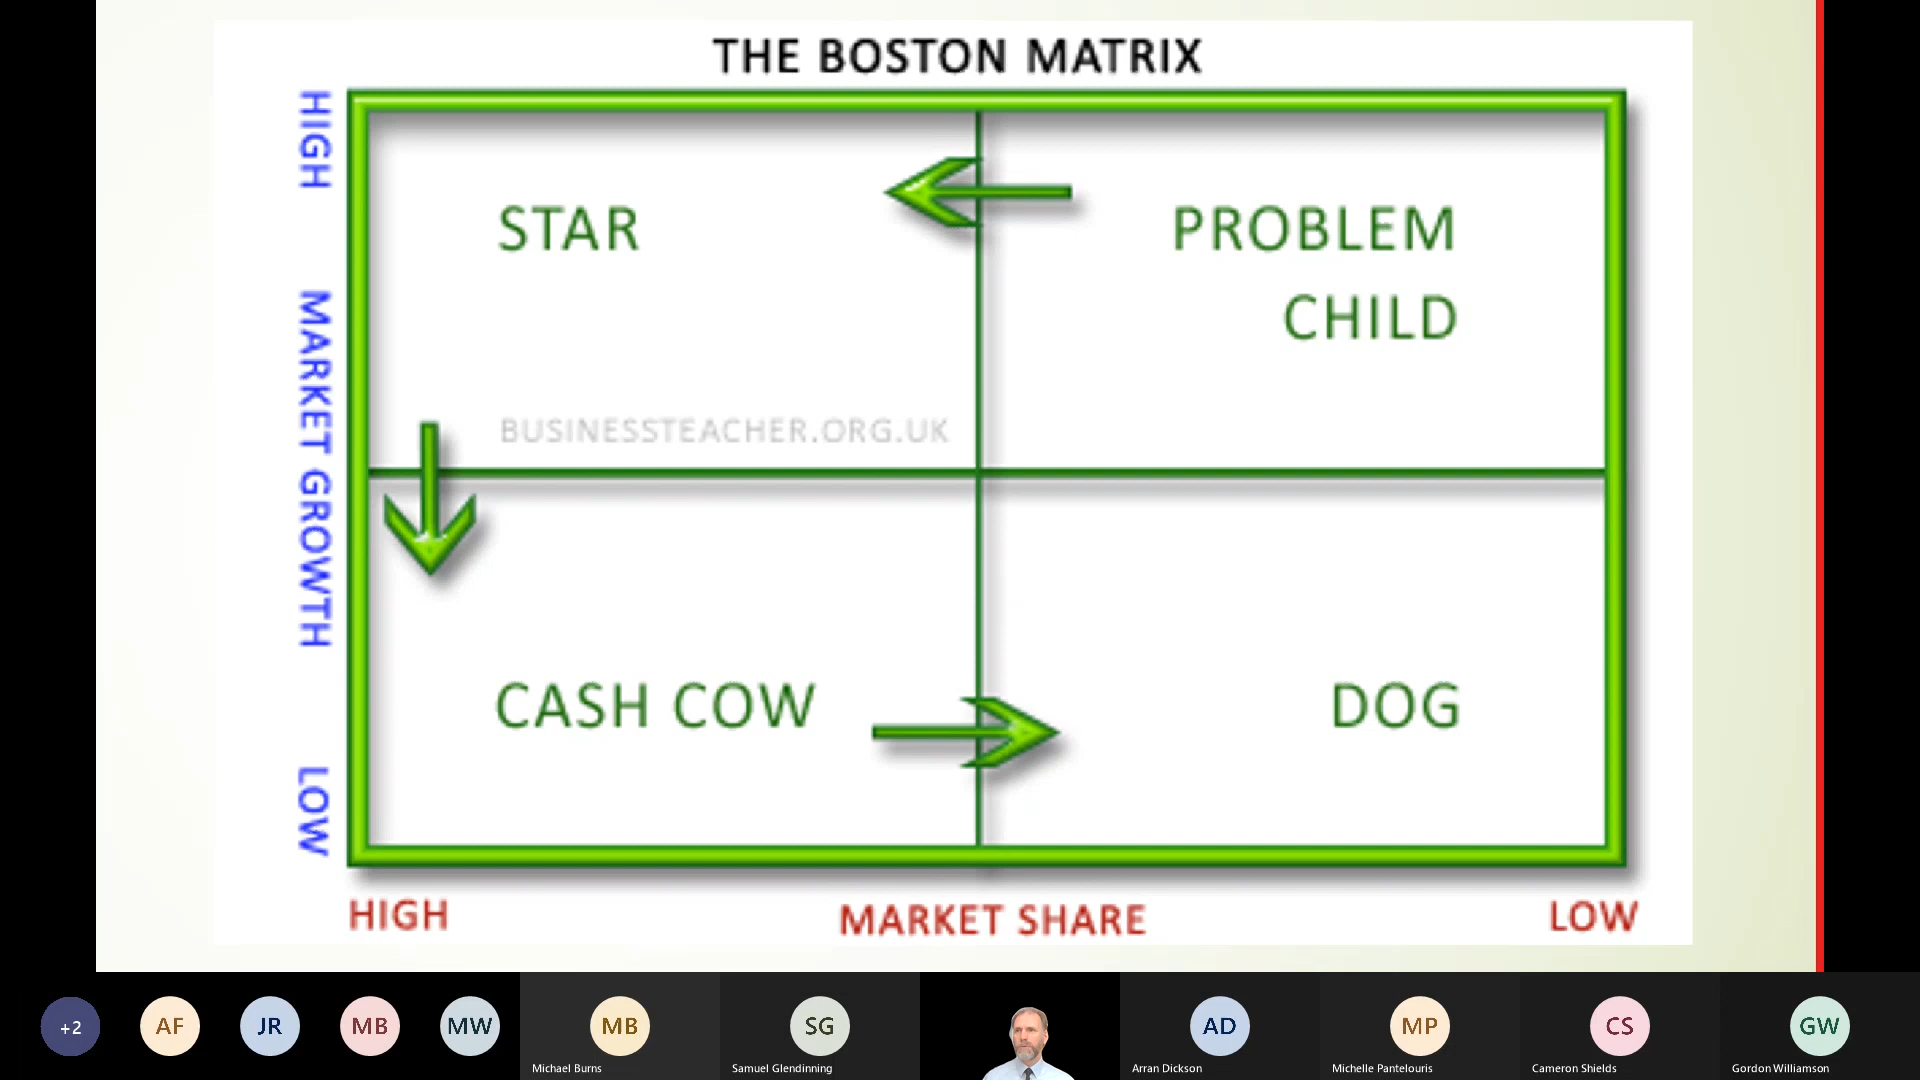 THE BOSTON MATRIX
HIGH
MARKET GROWTH
LOW
STAR
PROBLEM
CHILD
BUSINESSTEACHER.ORG.UK
CASH COW
DOG
HIGH
MARKET SHARE
LOW
+2
AF
JR
MB
MW
MB
Michael Burns
SG
Samuel Glendinning
AD
Arran Dickson
MP
Michelle Pantelouris
CS
Cameron Shields
GW
Gordon Williamson